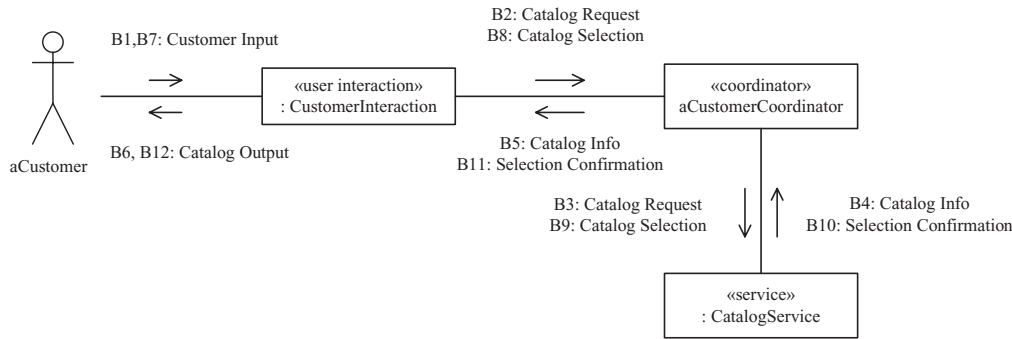 B2: Catalog Request
B8: Catalog Selection
B1,B7: Customer Input
«user interaction»
: CustomerInteraction
«coordinator»
aCustomerCoordinator
B6, B12: Catalog Output
aCustomer
B5: Catalog Info
B11: Selection Confirmation
B3: Catalog Request
B9: Catalog Selection
B4: Catalog Info
B10: Selection Confirmation
«service»
: CatalogService